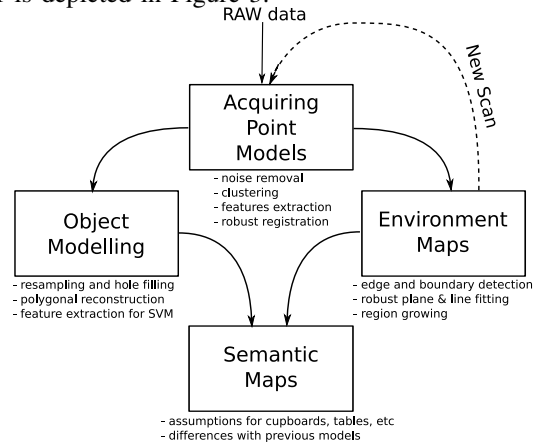 is depicted in Figure 3.
RAW data
New Scan
Acquiring
Point
Models
- noise removal
- clustering
- features extraction
- robust registration
Object
Modelling
- resampling and hole filling
- polygonal reconstruction
- feature extraction for SVM
Environment
Maps
- edge and boundary detection
- robust plane & line fitting
- region growing
Semantic
Maps
- assumptions for cupboards, tables, etc
- differences with previous models